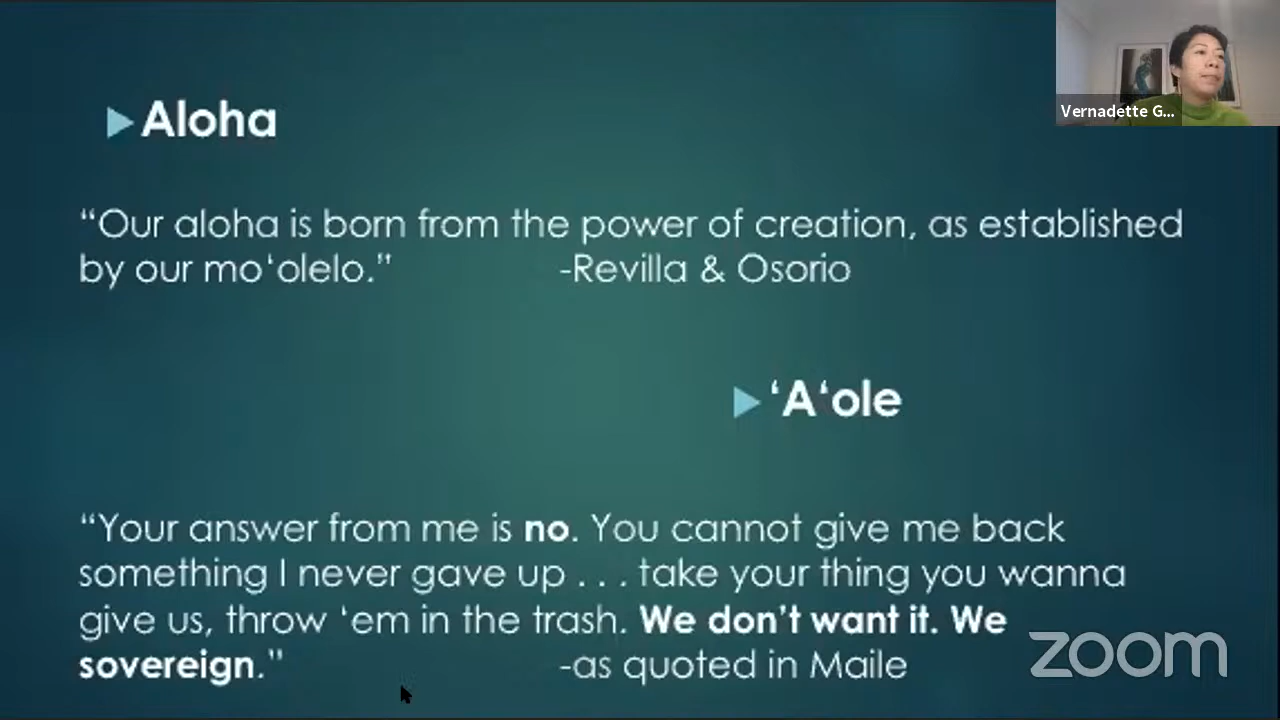 Vernadette G...
Aloha
“Our aloha is born from the power of creation, as established
by our mo‘olelo.” -Revilla & Osorio
‘A‘ole
“Your answer from me is no. You cannot give me back
something I never gave up . . . take your thing you wanna
give us, throw ‘em in the trash. We don’t want it. We
sovereign.” -as quoted in Maile
zoom